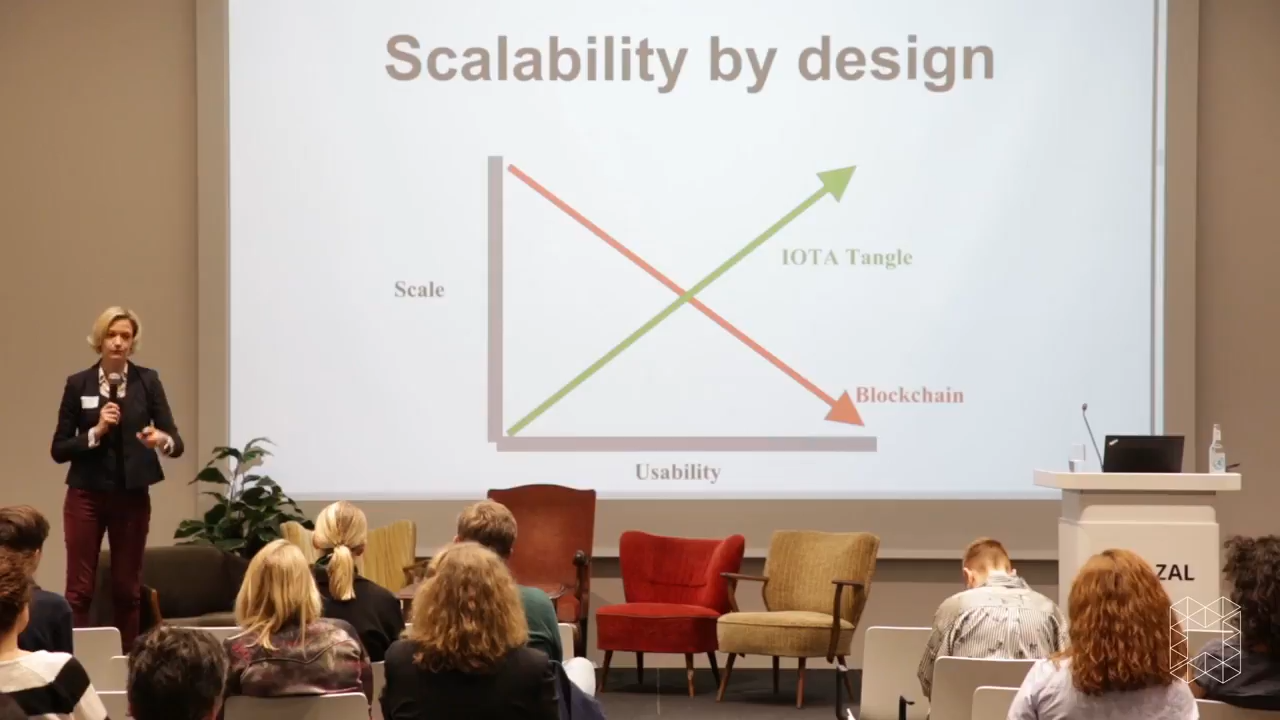 Scalability by design
IOTA Tangle
Scale
Blockchain
Usability
ZAL